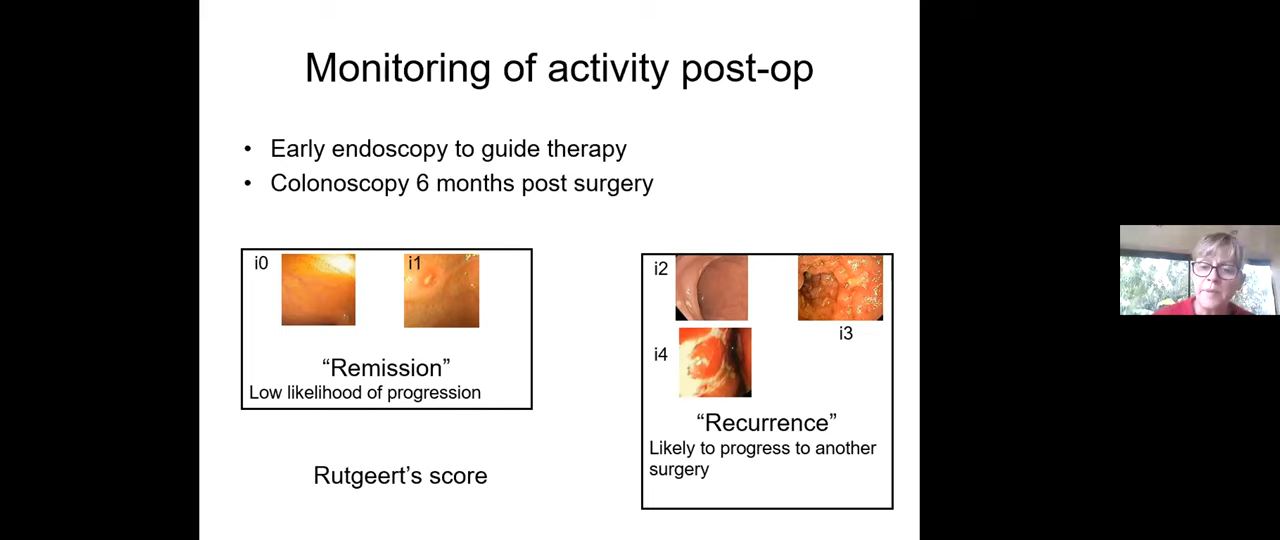 Monitoring of activity post-op
• Early endoscopy to guide therapy
• Colonoscopy 6 months post surgery
i0
i1
“Remission”
Low likelihood of progression
Rutgeert’s score
i2
i3
i4
“Recurrence”
Likely to progress to another
surgery